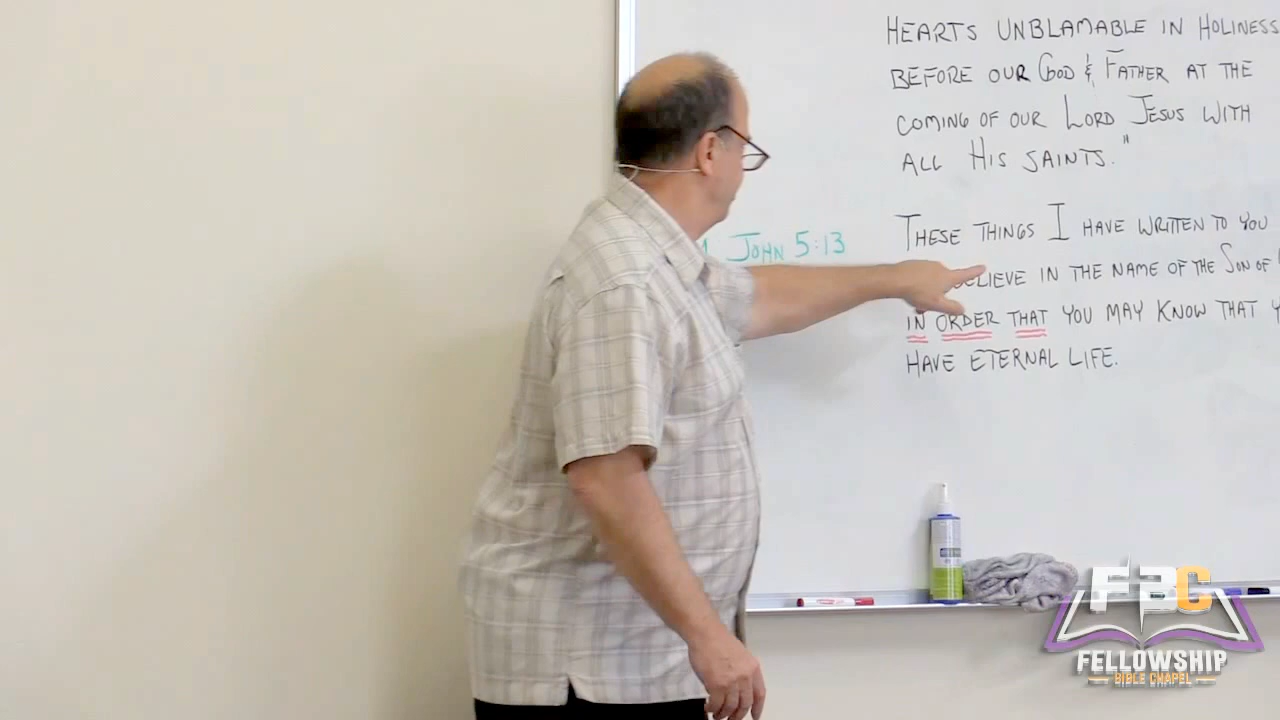 HEARTS UNBLAMABLE IN HOLINESS
BEFORE OUR GOD & FATHER AT THE
COMING OF OUR LORD JESUS WITH
ALL HIS SAINTS."
JOHN 5:13
THESE THINGS I HAVE WRITTEN TO YOU
BELIEVE IN THE NAME OF THE SON OF
IN ORDER THAT YOU MAY KNOW THAT
HAVE ETERNAL LIFE.
FBC
FELLOWSHIP
BIBLE CHAPEL